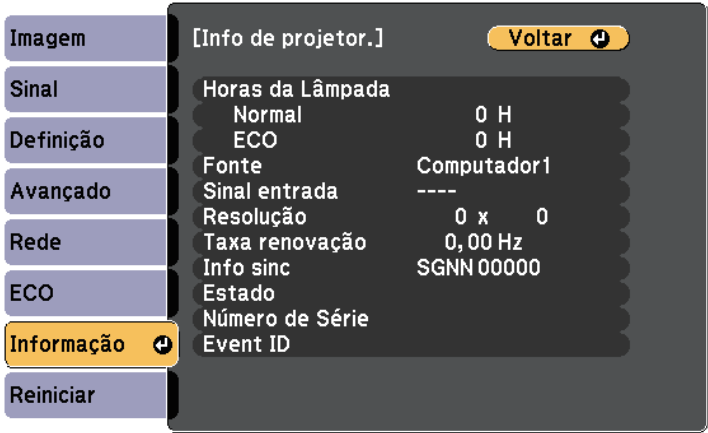 Imagem
Sinal
Definição
Avançado
Rede
ECO
Informação
Reiniciar
[Info de projetor.] Voltar
Horas da Lâmpada
Normal 0 H
ECO 0 H
Fonte Computador1
Sinal entrada ----
Resolução 0 x 0
Taxa renovação 0,00 Hz
Info sinc SGNN 00000
Estado
Número de Série
Event ID